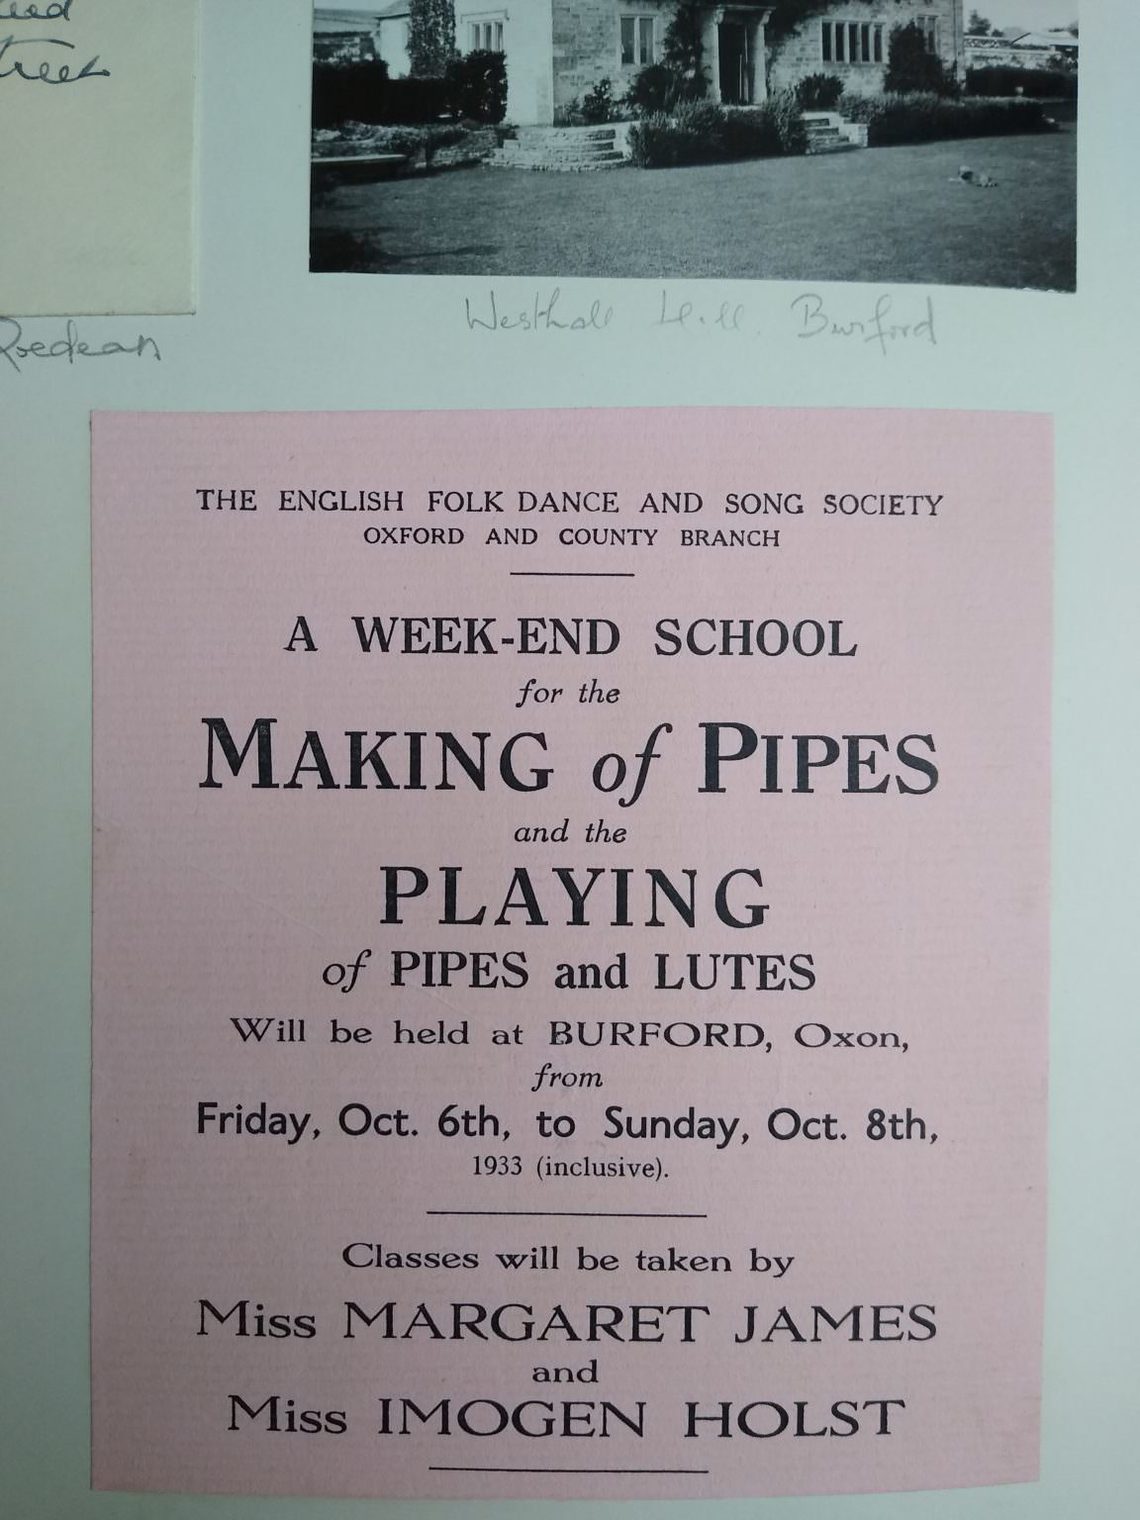 Street
Roedean
Westhall Hill. Burford
THE ENGLISH FOLK DANCE AND SONG SOCIETY
OXFORD AND COUNTY BRANCH
A WEEK-END SCHOOL
for the
MAKING of PIPES
and the
PLAYING
of PIPES and LUTES
Will be held at BURFORD, Oxon,
from
Friday, Oct. 6th, to Sunday, Oct. 8th,
1933 (inclusive).
Classes will be taken by
Miss MARGARET JAMES
and
Miss IMOGEN HOLST